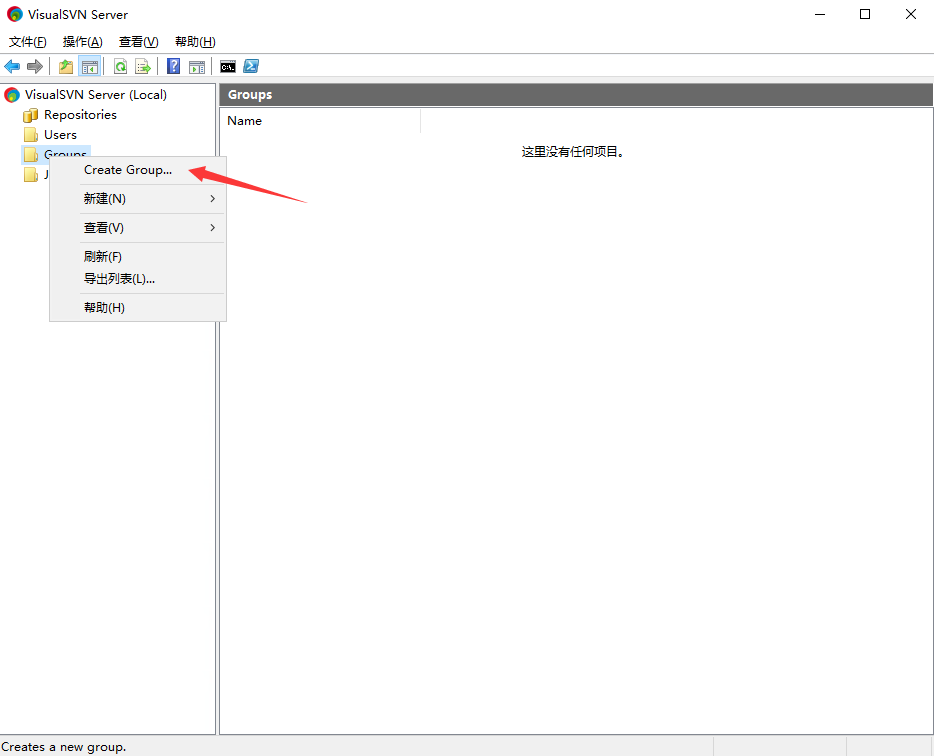 VisualSVN Server
文件(F) 操作(A) 查看(V) 帮助(H)
VisualSVN Server (Local)
Repositories
Users
Groups
J
Create Group...
新建(N)
查看(V)
刷新(F)
导出列表(L)...
帮助(H)
Groups
Name
这里没有任何项目。
Creates a new group.